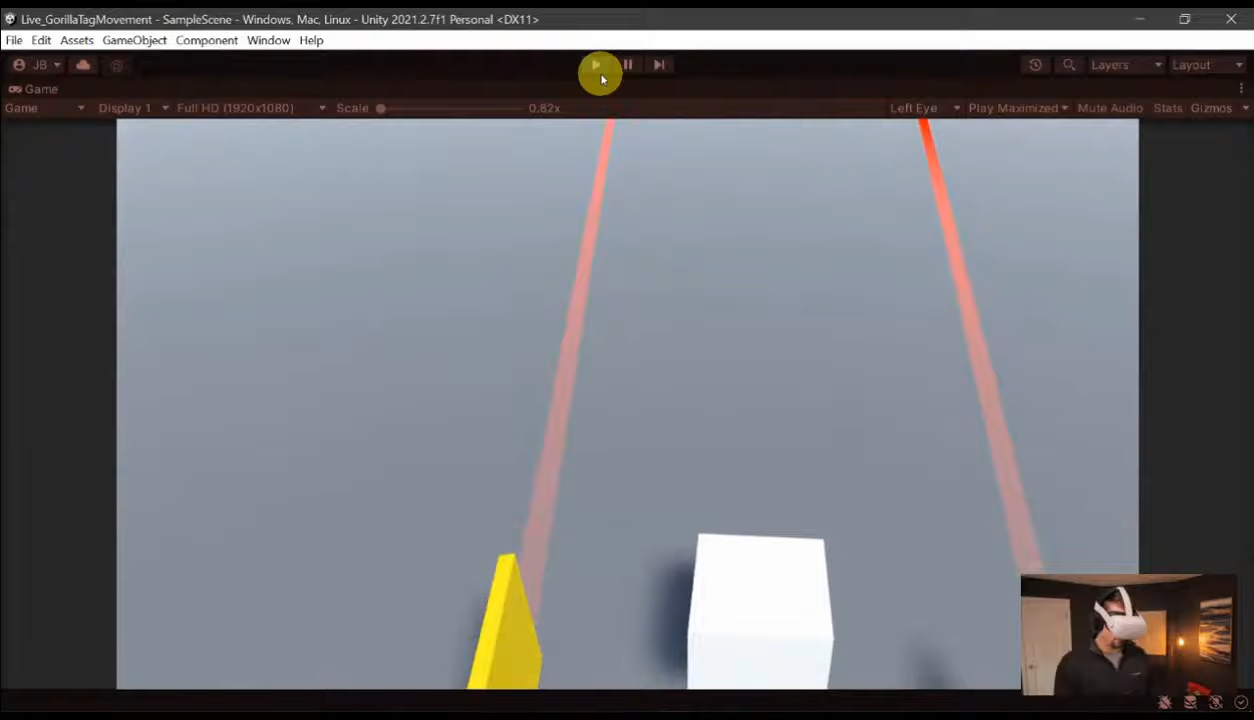 Live_GorillaTagMovement - SampleScene - Windows, Mac, Linux - Unity 2021.2.7f1 Personal <DX11>
File Edit Assets GameObject Component Window Help
JB Layers Layout
Game
Game Display 1 Full HD (1920x1080) Scale 0.82x Left Eye Play Maximized Mute Audio Stats Gizmos